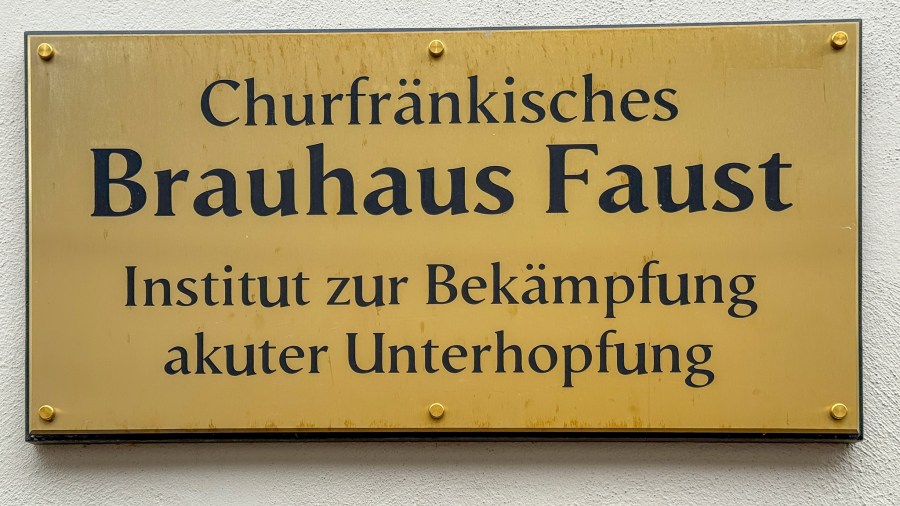 Churfränkisches
Brauhaus Faust
Institut zur Bekämpfung
akuter Unterhopfung